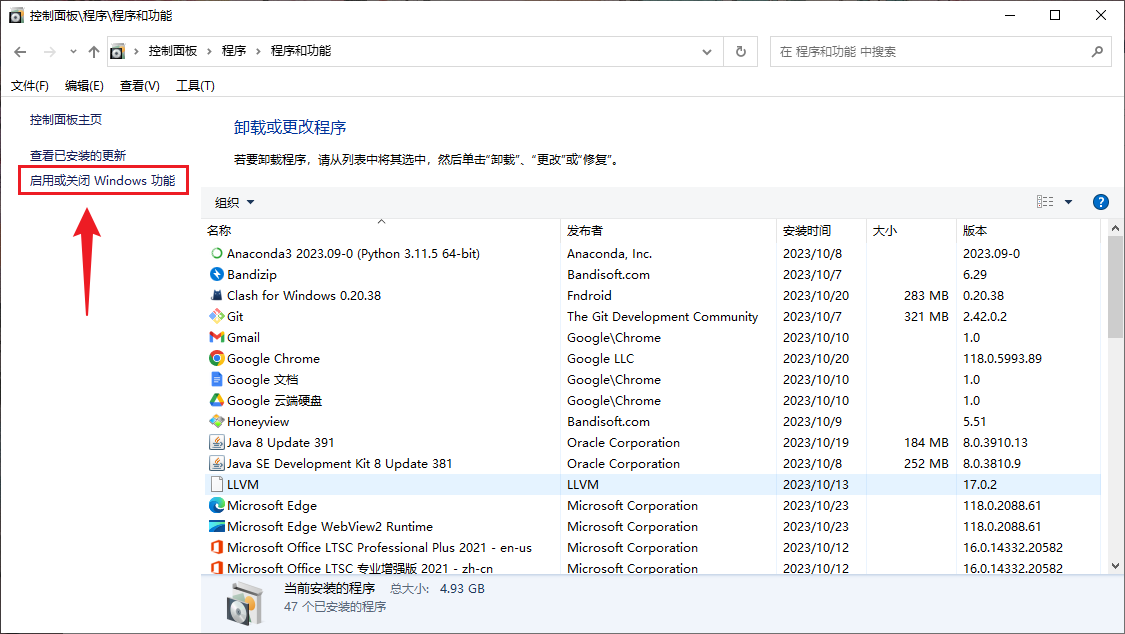 控制面板\程序\程序和功能
控制面板 › 程序 › 程序和功能
在 程序和功能 中搜索
文件(F) 编辑(E) 查看(V) 工具(T)
控制面板主页
查看已安装的更新
启用或关闭 Windows 功能
卸载或更改程序
若要卸载程序，请从列表中将其选中，然后单击“卸载”、“更改”或“修复”。
组织
名称 发布者 安装时间 大小 版本
Anaconda3 2023.09-0 (Python 3.11.5 64-bit) Anaconda, Inc. 2023/10/8 2023.09-0
Bandizip Bandisoft.com 2023/10/7 6.29
Clash for Windows 0.20.38 Fndroid 2023/10/20 283 MB 0.20.38
Git The Git Development Community 2023/10/7 321 MB 2.42.0.2
Gmail Google\Chrome 2023/10/10 1.0
Google Chrome Google LLC 2023/10/20 118.0.5993.89
Google 文档 Google\Chrome 2023/10/10 1.0
Google 云端硬盘 Google\Chrome 2023/10/10 1.0
Honeyview Bandisoft.com 2023/10/9 5.51
Java 8 Update 391 Oracle Corporation 2023/10/19 184 MB 8.0.3910.13
Java SE Development Kit 8 Update 381 Oracle Corporation 2023/10/8 252 MB 8.0.3810.9
LLVM LLVM 2023/10/13 17.0.2
Microsoft Edge Microsoft Corporation 2023/10/23 118.0.2088.61
Microsoft Edge WebView2 Runtime Microsoft Corporation 2023/10/23 118.0.2088.61
Microsoft Office LTSC Professional Plus 2021 - en-us Microsoft Corporation 2023/10/12 16.0.14332.20582
Microsoft Office LTSC 专业增强版 2021 - zh-cn Microsoft Corporation 2023/10/12 16.0.14332.20582
当前安装的程序 总大小: 4.93 GB
47 个已安装的程序